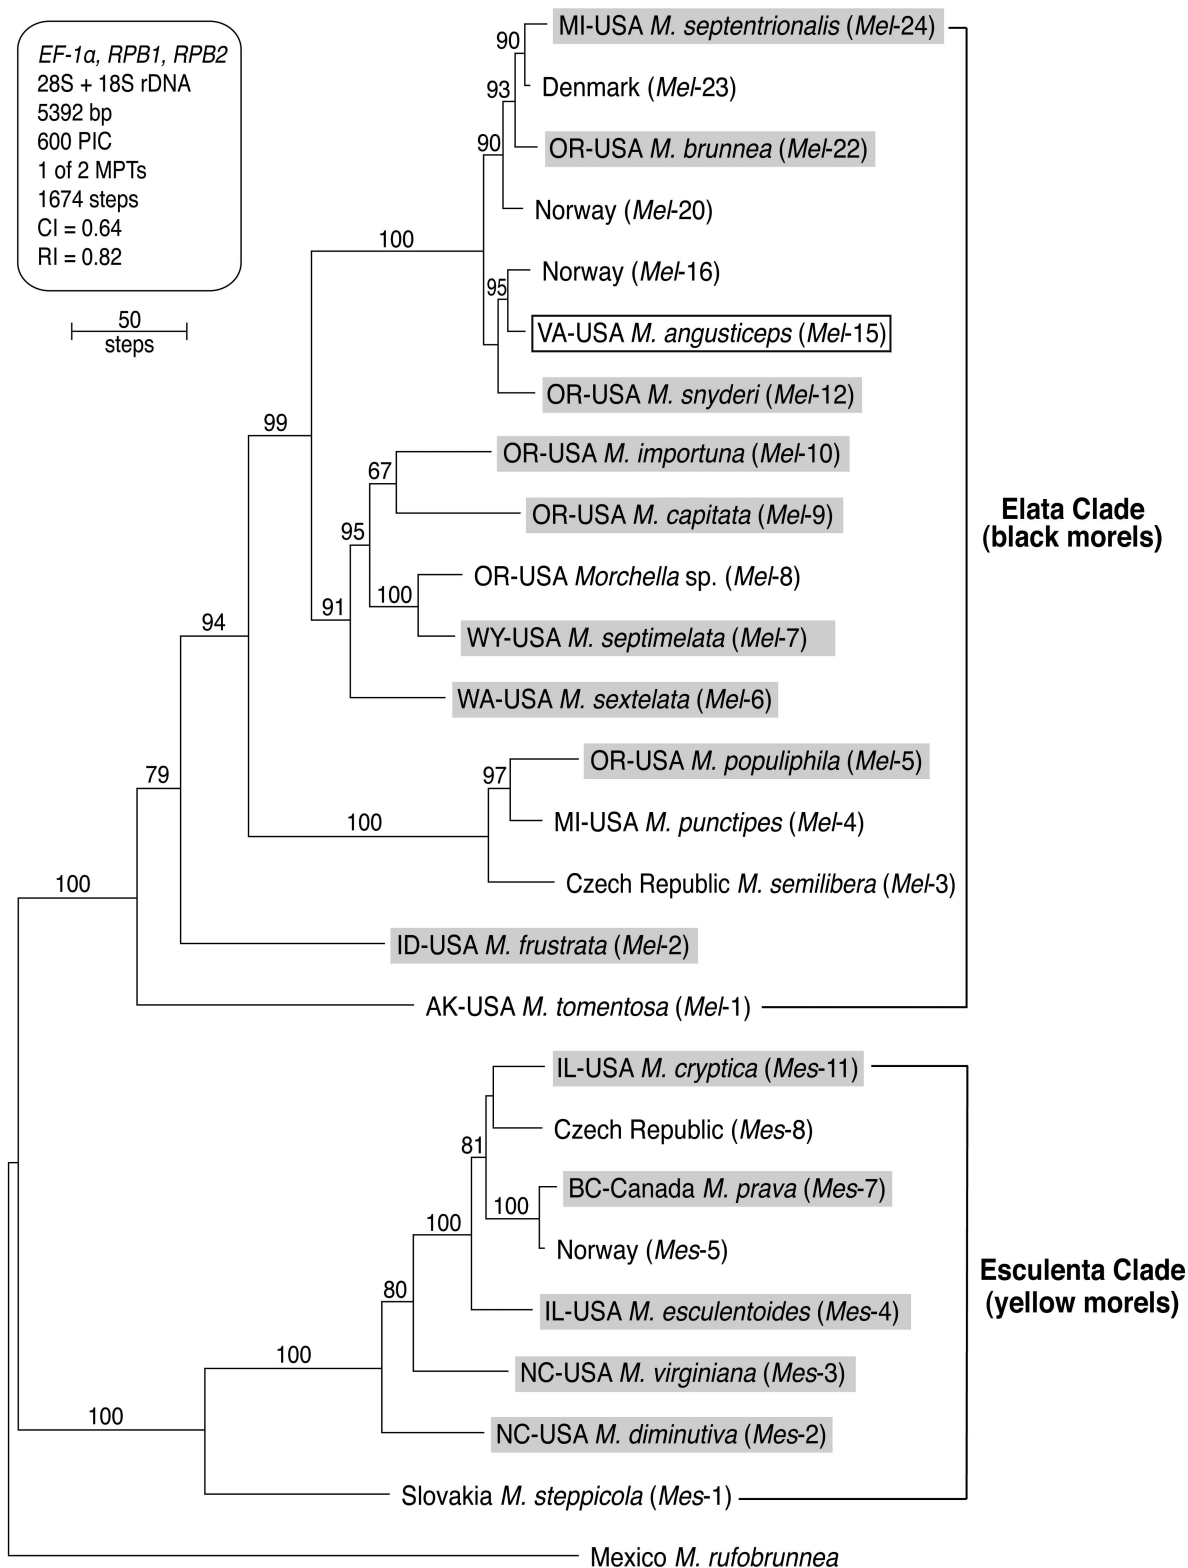 EF-1α, RPB1, RPB2
28S + 18S rDNA
5392 bp
600 PIC
1 of 2 MPTs
1674 steps
CI = 0.64
RI = 0.82
50
steps
90
MI-USA M. septentrionalis (Mel-24)
93
Denmark (Mel-23)
90
OR-USA M. brunnea (Mel-22)
Norway (Mel-20)
100
95
Norway (Mel-16)
VA-USA M. angusticeps (Mel-15)
OR-USA M. snyderi (Mel-12)
99
67
OR-USA M. importuna (Mel-10)
95
OR-USA M. capitata (Mel-9)
Elata Clade
(black morels)
100
OR-USA Morchella sp. (Mel-8)
91
WY-USA M. septimelata (Mel-7)
94
WA-USA M. sextelata (Mel-6)
79
97
OR-USA M. populiphila (Mel-5)
100
MI-USA M. punctipes (Mel-4)
100
Czech Republic M. semilibera (Mel-3)
ID-USA M. frustrata (Mel-2)
AK-USA M. tomentosa (Mel-1)
IL-USA M. cryptica (Mes-11)
81
Czech Republic (Mes-8)
100
BC-Canada M. prava (Mes-7)
100
Norway (Mes-5)
80
IL-USA M. esculentoides (Mes-4)
Esculenta Clade
(yellow morels)
100
NC-USA M. virginiana (Mes-3)
100
NC-USA M. diminutiva (Mes-2)
Slovakia M. steppicola (Mes-1)
Mexico M. rufobrunnea